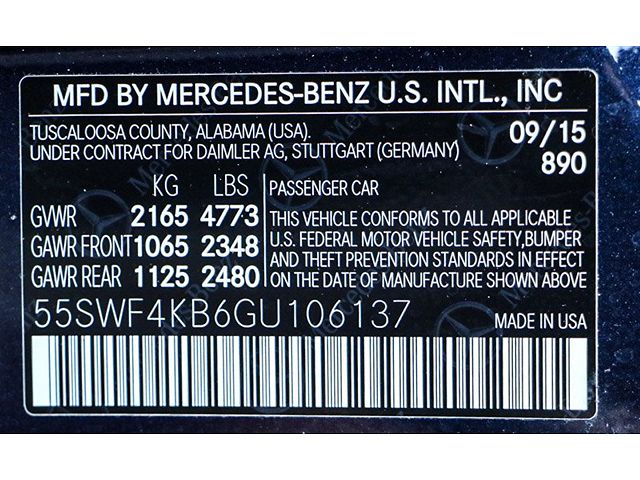 MFD BY MERCEDES-BENZ U.S. INTL., INC
TUSCALOOSA COUNTY, ALABAMA (USA).
UNDER CONTRACT FOR DAIMLER AG, STUTTGART (GERMANY)
09/15
890
KG LBS
GVWR 2165 4773
GAWR FRONT 1065 2348
GAWR REAR 1125 2480
PASSENGER CAR
THIS VEHICLE CONFORMS TO ALL APPLICABLE
U.S. FEDERAL MOTOR VEHICLE SAFETY,BUMPER
AND THEFT PREVENTION STANDARDS IN EFFECT
ON THE DATE OF MANUFACTURE SHOWN ABOVE
55SWF4KB6GU106137
MADE IN USA